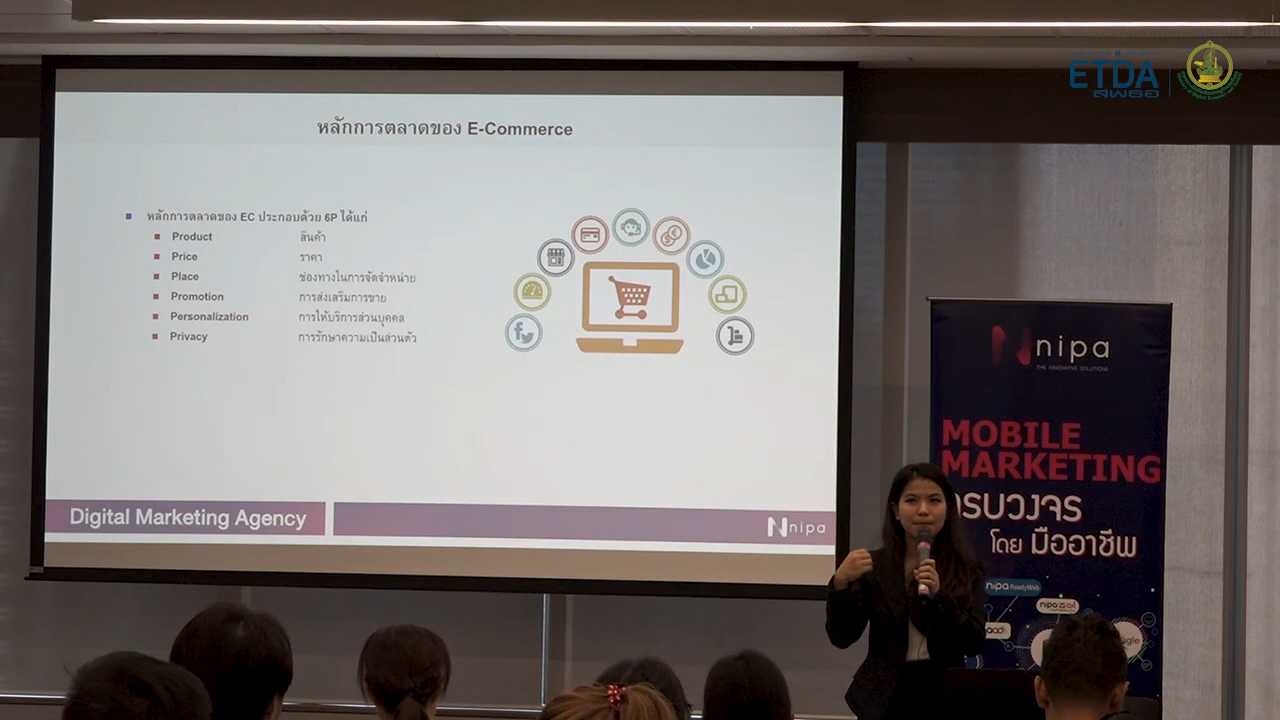 ETDA
สพธอ
หลักการตลาดของ E-Commerce
หลักการตลาดของ EC ประกอบด้วย 6P ได้แก่
Product สินค้า
Price ราคา
Place ช่องทางในการจัดจำหน่าย
Promotion การส่งเสริมการขาย
Personalization การให้บริการส่วนบุคคล
Privacy การรักษาความเป็นส่วนตัว
Digital Marketing Agency
nipa
nipa
THE INNOVATIVE SOLUTIONS
MOBILE
MARKETING
ครบวงจร
โดย มืออาชีพ
nipa ReadyWeb
nipa mail